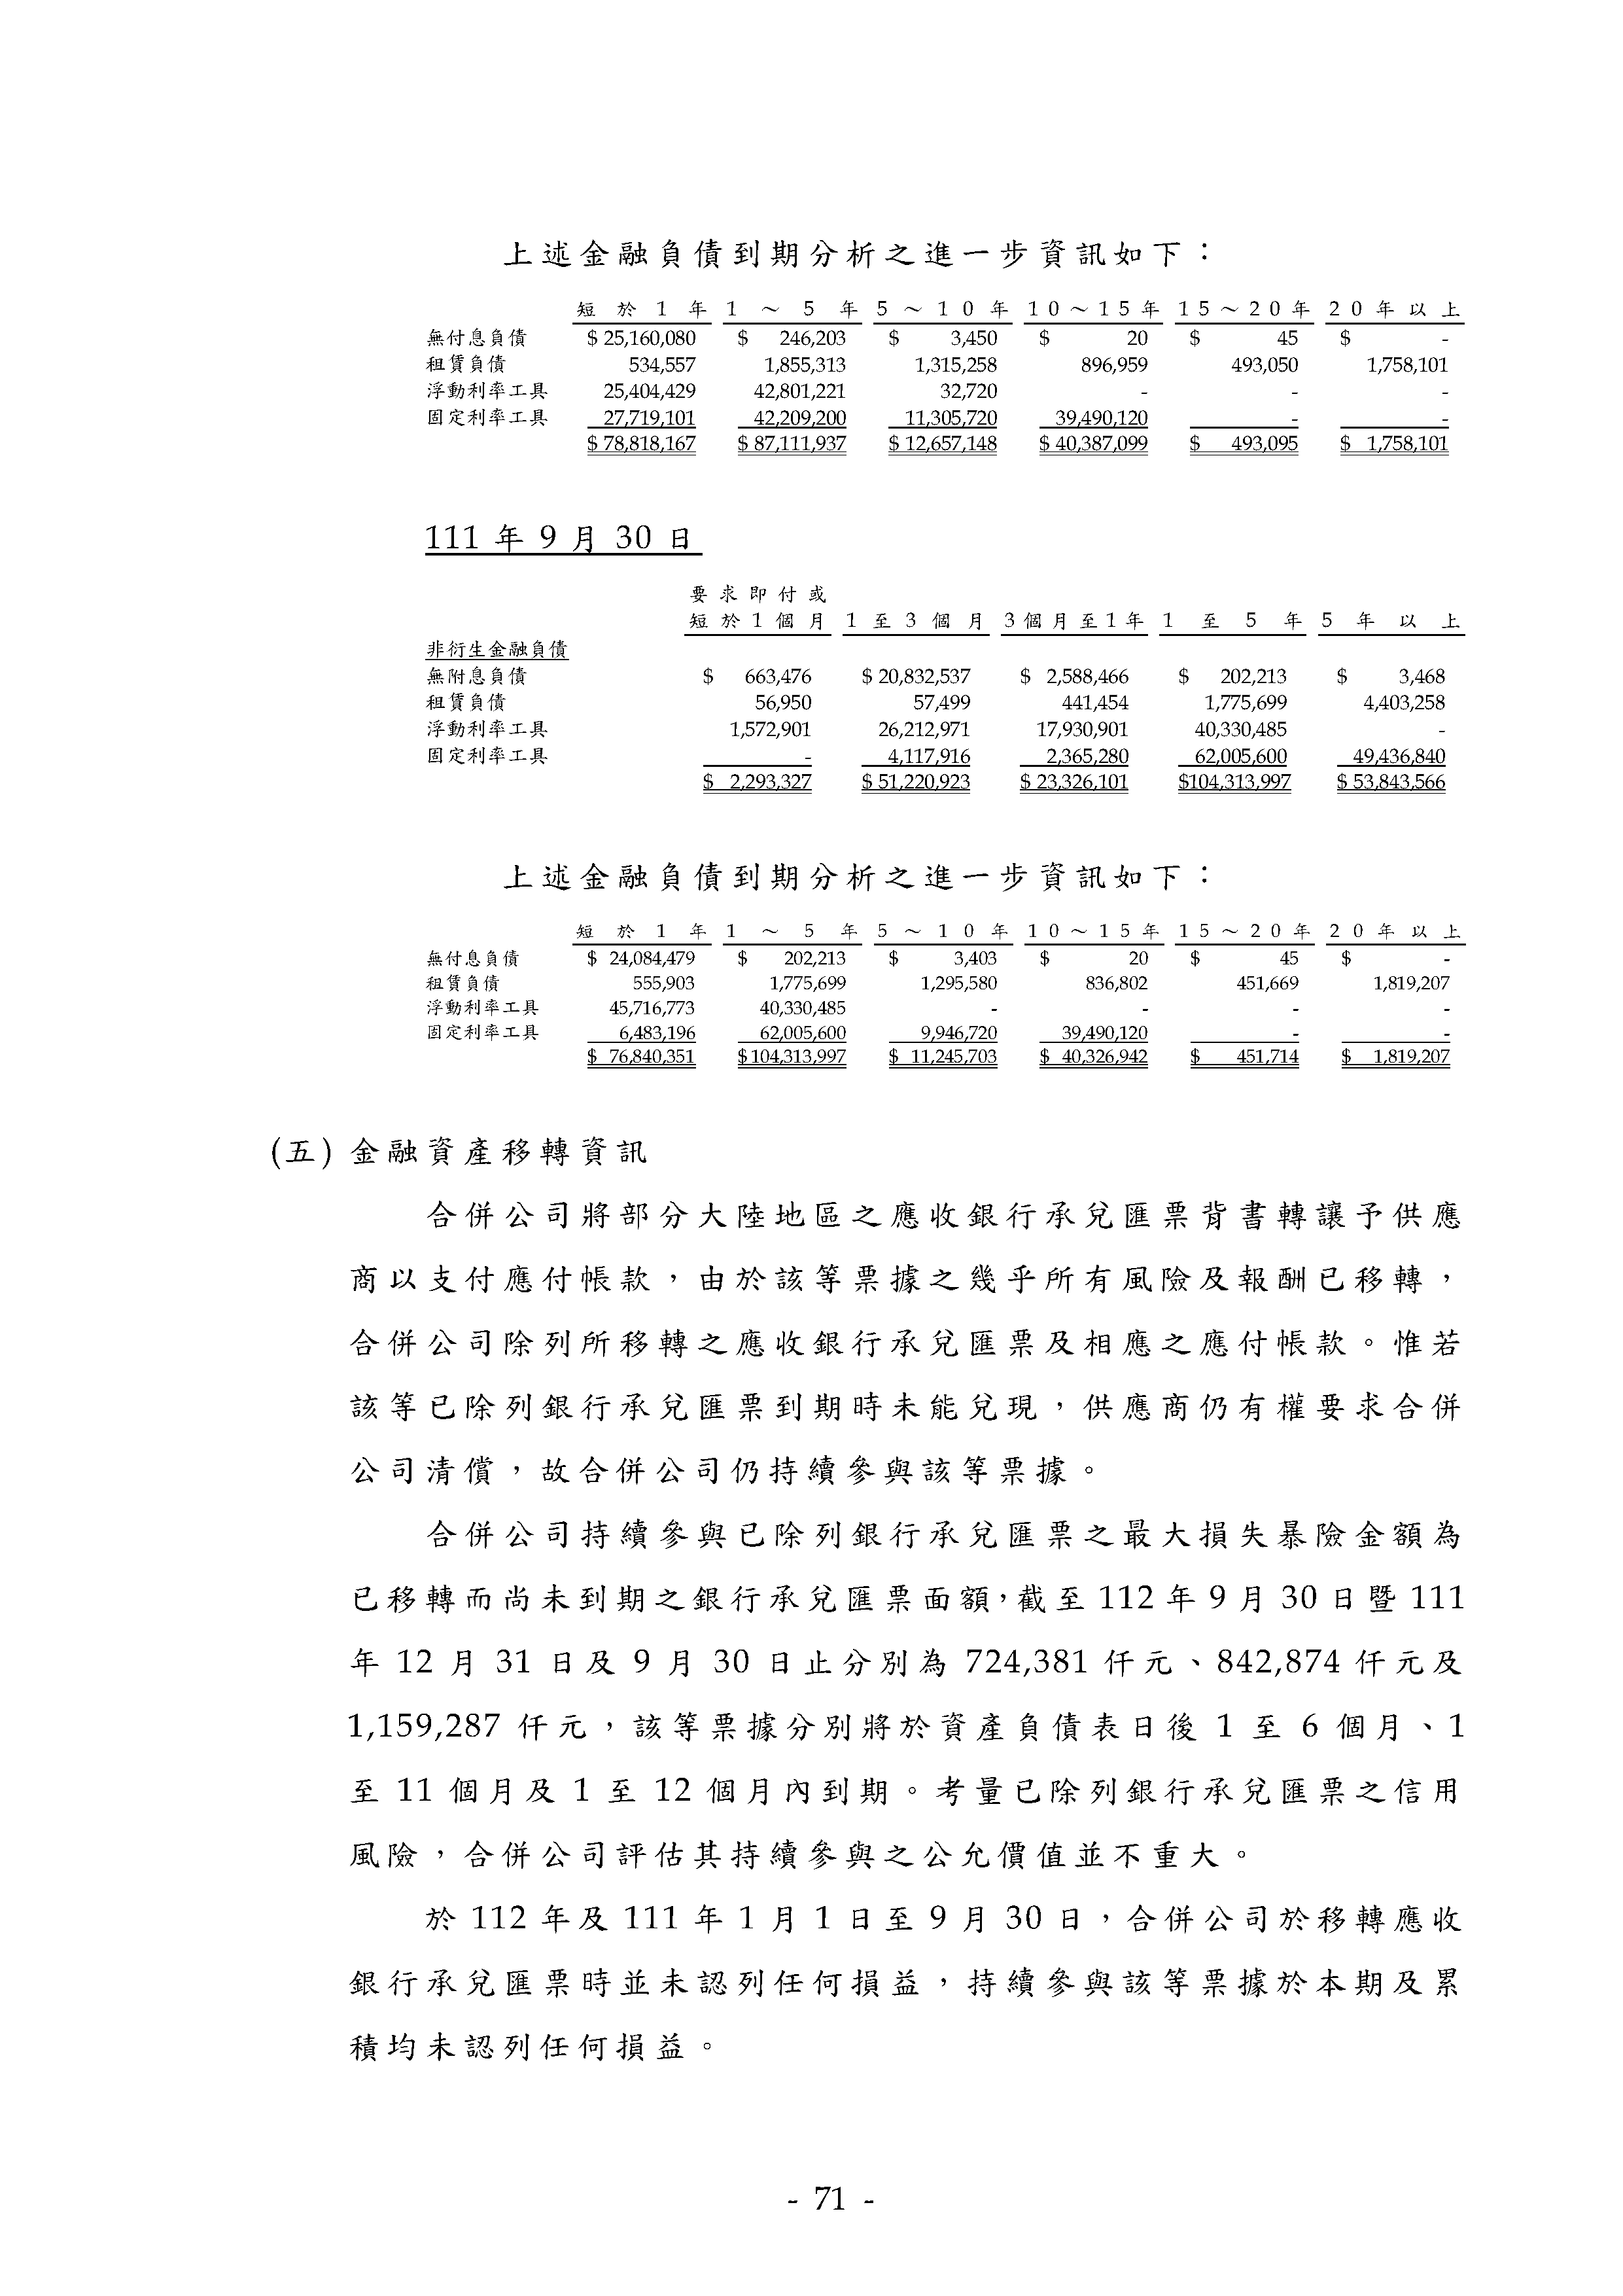 上述金融負債到期分析之進一步資訊如下：
短於1年 1～5年 5～10年 10～15年 15～20年 20年以上
無付息負債 $ 25,160,080 $ 246,203 $ 3,450 $ 20 $ 45 $ -
租賃負債 534,557 1,855,313 1,315,258 896,959 493,050 1,758,101
浮動利率工具 25,404,429 42,801,221 32,720 - - -
固定利率工具 27,719,101 42,209,200 11,305,720 39,490,120 - -
$ 78,818,167 $ 87,111,937 $ 12,657,148 $ 40,387,099 $ 493,095 $ 1,758,101
111 年 9 月 30 日
要求即付或
短於1個月 1至3個月 3個月至1年 1至5年 5年以上
非衍生金融負債
無附息負債 $ 663,476 $ 20,832,537 $ 2,588,466 $ 202,213 $ 3,468
租賃負債 56,950 57,499 441,454 1,775,699 4,403,258
浮動利率工具 1,572,901 26,212,971 17,930,901 40,330,485 -
固定利率工具 - 4,117,916 2,365,280 62,005,600 49,436,840
$ 2,293,327 $ 51,220,923 $ 23,326,101 $104,313,997 $ 53,843,566
上述金融負債到期分析之進一步資訊如下：
短於1年 1～5年 5～10年 10～15年 15～20年 20年以上
無付息負債 $ 24,084,479 $ 202,213 $ 3,403 $ 20 $ 45 $ -
租賃負債 555,903 1,775,699 1,295,580 836,802 451,669 1,819,207
浮動利率工具 45,716,773 40,330,485 - - - -
固定利率工具 6,483,196 62,005,600 9,946,720 39,490,120 - -
$ 76,840,351 $104,313,997 $ 11,245,703 $ 40,326,942 $ 451,714 $ 1,819,207
(五) 金融資產移轉資訊
合併公司將部分大陸地區之應收銀行承兌匯票背書轉讓予供應
商以支付應付帳款，由於該等票據之幾乎所有風險及報酬已移轉，
合併公司除列所移轉之應收銀行承兌匯票及相應之應付帳款。惟若
該等已除列銀行承兌匯票到期時未能兌現，供應商仍有權要求合併
公司清償，故合併公司仍持續參與該等票據。
合併公司持續參與已除列銀行承兌匯票之最大損失暴險金額為
已移轉而尚未到期之銀行承兌匯票面額，截至 112 年 9 月 30 日暨 111
年 12 月 31 日及 9 月 30 日止分別為 724,381 仟元、842,874 仟元及
1,159,287 仟元，該等票據分別將於資產負債表日後 1 至 6 個月、1
至 11 個月及 1 至 12 個月內到期。考量已除列銀行承兌匯票之信用
風險，合併公司評估其持續參與之公允價值並不重大。
於 112 年及 111 年 1 月 1 日至 9 月 30 日，合併公司於移轉應收
銀行承兌匯票時並未認列任何損益，持續參與該等票據於本期及累
積均未認列任何損益。
- 71 -